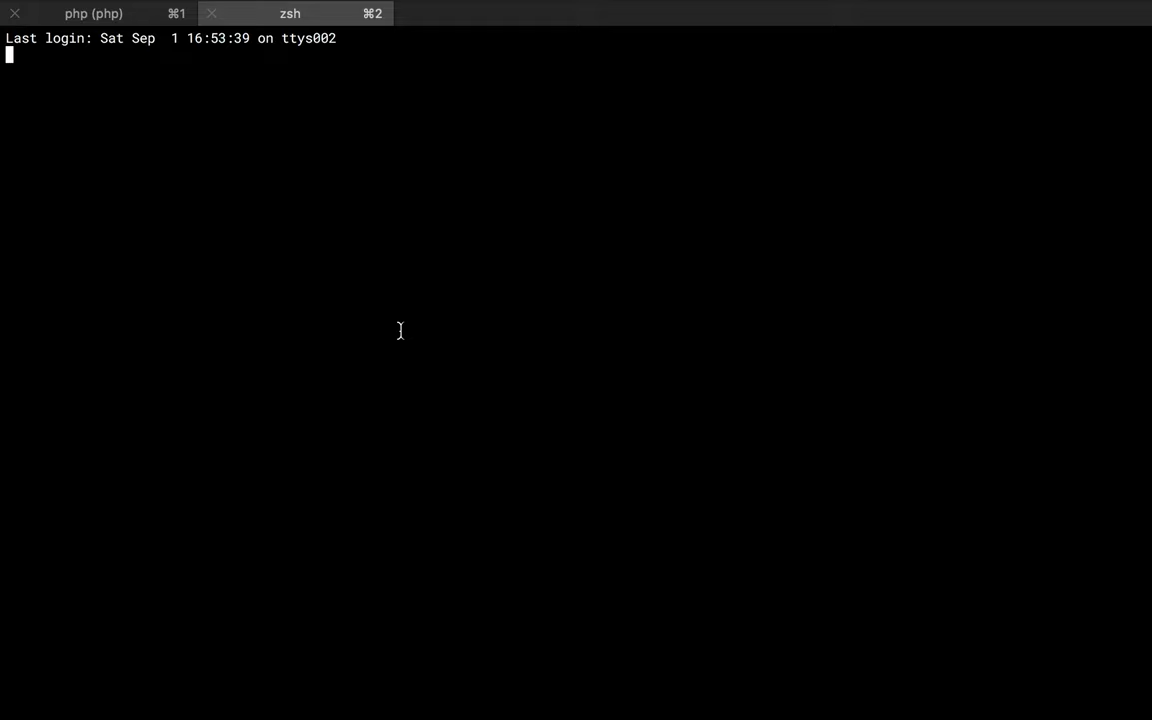 php (php) ⌘1 zsh ⌘2
Last login: Sat Sep  1 16:53:39 on ttys002